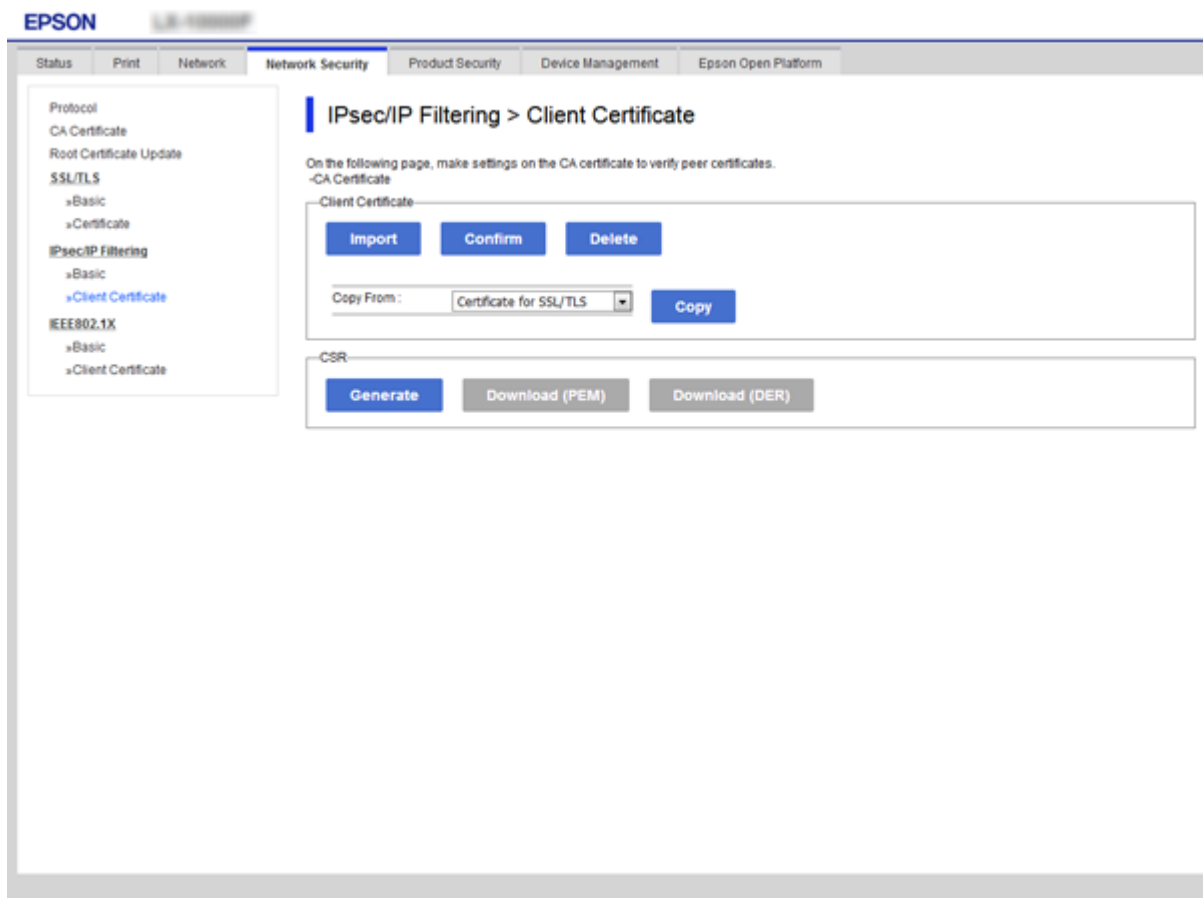 EPSON
Status Print Network Network Security Product Security Device Management Epson Open Platform
Protocol
CA Certificate
Root Certificate Update
SSL/TLS
»Basic
»Certificate
IPsec/IP Filtering
»Basic
»Client Certificate
IEEE802.1X
»Basic
»Client Certificate
IPsec/IP Filtering > Client Certificate
On the following page, make settings on the CA certificate to verify peer certificates.
-CA Certificate
Client Certificate
Import Confirm Delete
Copy From : Certificate for SSL/TLS Copy
CSR
Generate Download (PEM) Download (DER)